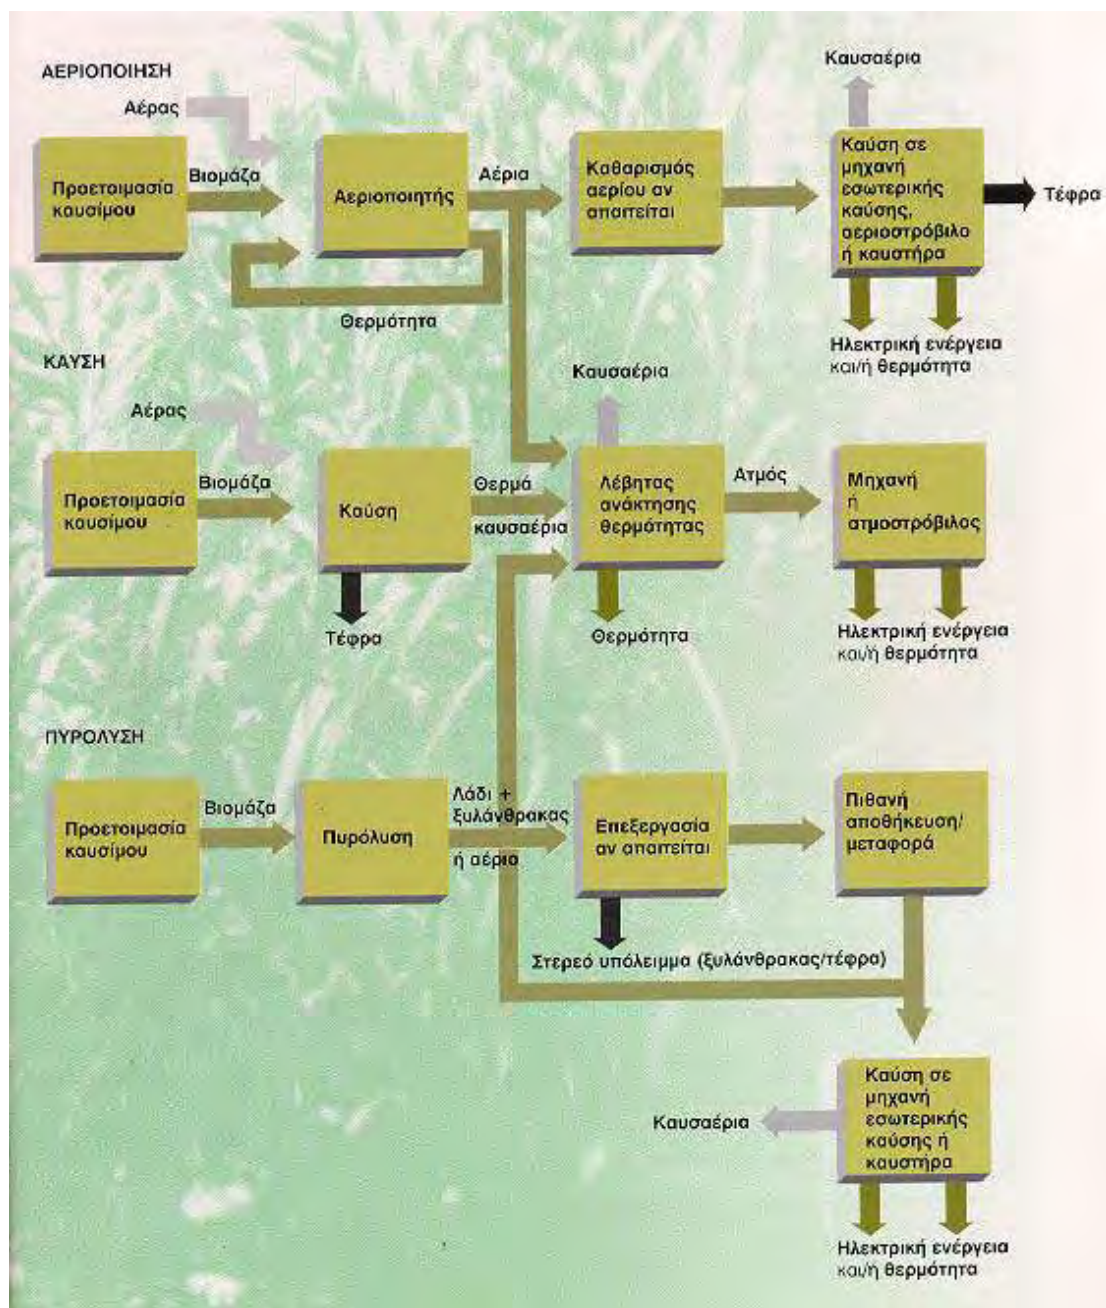 ΑΕΡΙΟΠΟΙΗΣΗ
Αέρας
Προετοιμασία
καυσίμου
Βιομάζα
Αεριοποιητής
Αέρια
Καθαρισμός
αερίου αν
απαιτείται
Καυσαέρια
Καύση σε
μηχανή
εσωτερικής
καύσης,
αεριοστρόβιλο
ή καυστήρα
Τέφρα
Θερμότητα
Ηλεκτρική ενέργεια
και/ή θερμότητα
ΚΑΥΣΗ
Αέρας
Προετοιμασία
καυσίμου
Βιομάζα
Καύση
Θερμά
καυσαέρια
Καυσαέρια
Λέβητας
ανάκτησης
θερμότητας
Ατμός
Μηχανή
ή
ατμοστρόβιλος
Τέφρα
Θερμότητα
Ηλεκτρική ενέργεια
και/ή θερμότητα
ΠΥΡΟΛΥΣΗ
Προετοιμασία
καυσίμου
Βιομάζα
Πυρόλυση
Λάδι +
ξυλάνθρακας
ή αέριο
Επεξεργασία
αν απαιτείται
Πιθανή
αποθήκευση/
μεταφορά
Στερεό υπόλειμμα (ξυλάνθρακας/τέφρα)
Καυσαέρια
Καύση σε
μηχανή
εσωτερικής
καύσης ή
καυστήρα
Ηλεκτρική ενέργεια
και/ή θερμότητα